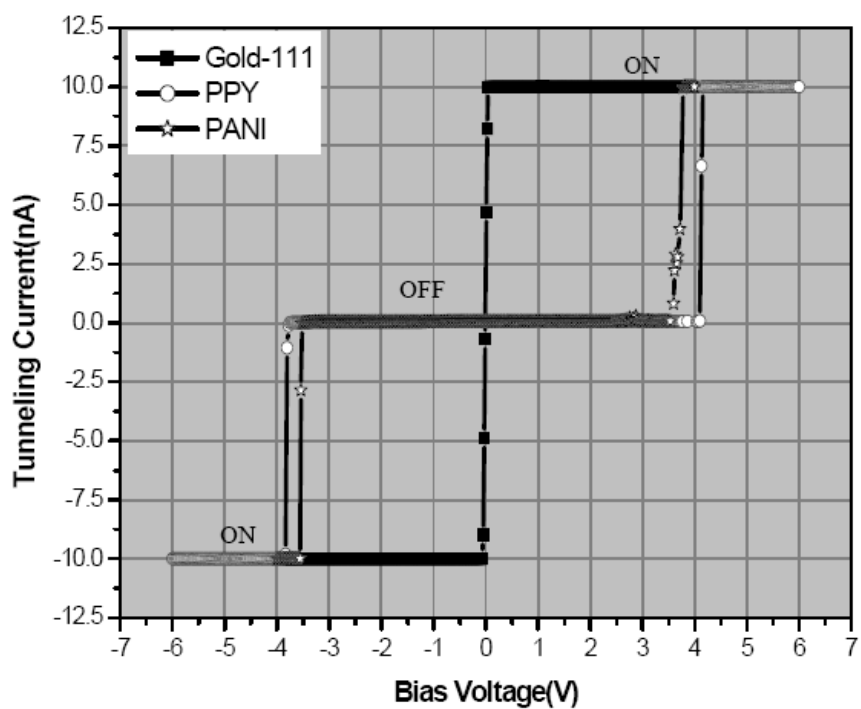 12.5
10.0
7.5
5.0
2.5
0.0
-2.5
-5.0
-7.5
-10.0
-12.5
Tunneling Current(nA)
Gold-111
PPY
PANI
ON
OFF
ON
-7 -6 -5 -4 -3 -2 -1 0 1 2 3 4 5 6 7
Bias Voltage(V)